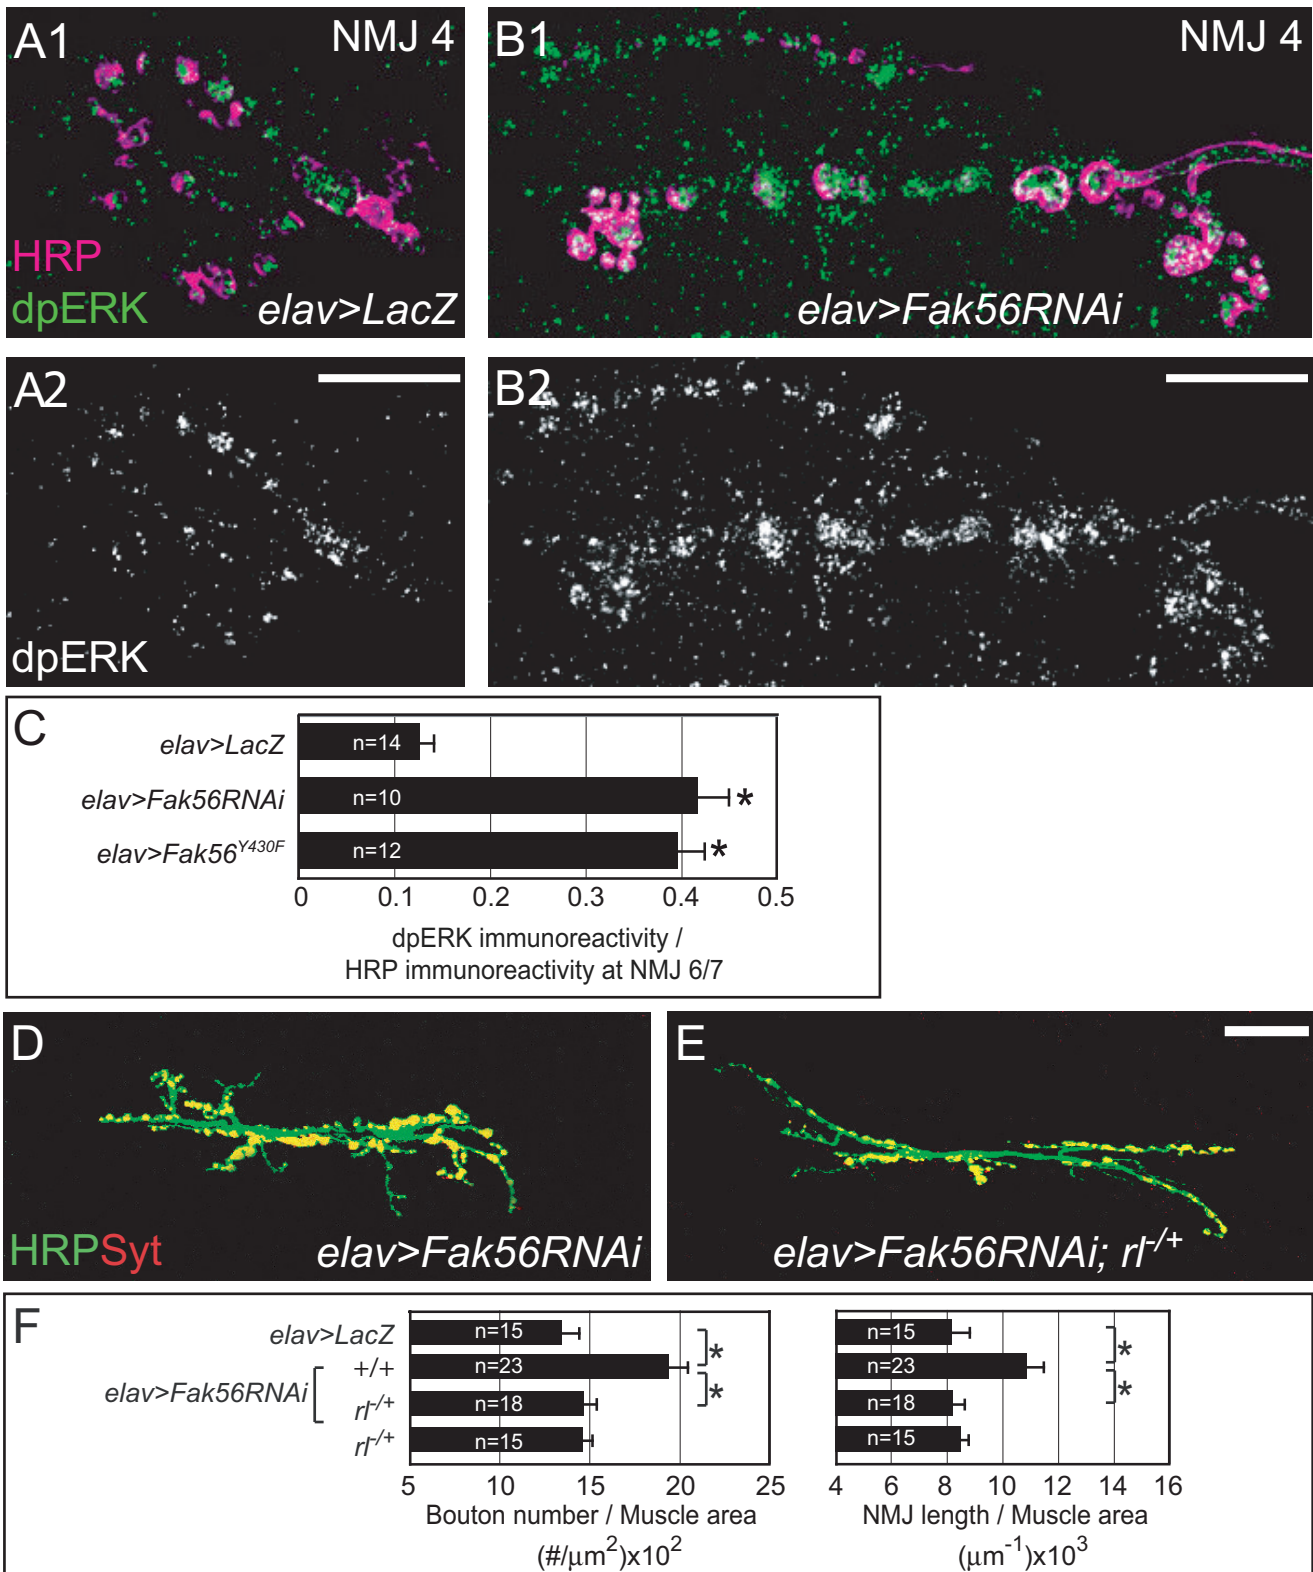 A1
NMJ 4
HRP
dpERK
elav>LacZ
B1
NMJ 4
elav>Fak56RNAi
A2
dpERK
B2
C
elav>LacZ
n=14
elav>Fak56RNAi
n=10
*
elav>Fak56^Y430F
n=12
*
0 0.1 0.2 0.3 0.4 0.5
dpERK immunoreactivity /
HRP immunoreactivity at NMJ 6/7
D
HRPSyt
elav>Fak56RNAi
E
elav>Fak56RNAi; rl^-/+
F
elav>LacZ
elav>Fak56RNAi
+/+
rl^-/+
rl^-/+
n=15
n=23
n=18
n=15
*
*
5 10 15 20 25
Bouton number / Muscle area
(#/μm²)x10²
n=15
n=23
n=18
n=15
*
*
4 6 8 10 12 14 16
NMJ length / Muscle area
(μm⁻¹)x10³